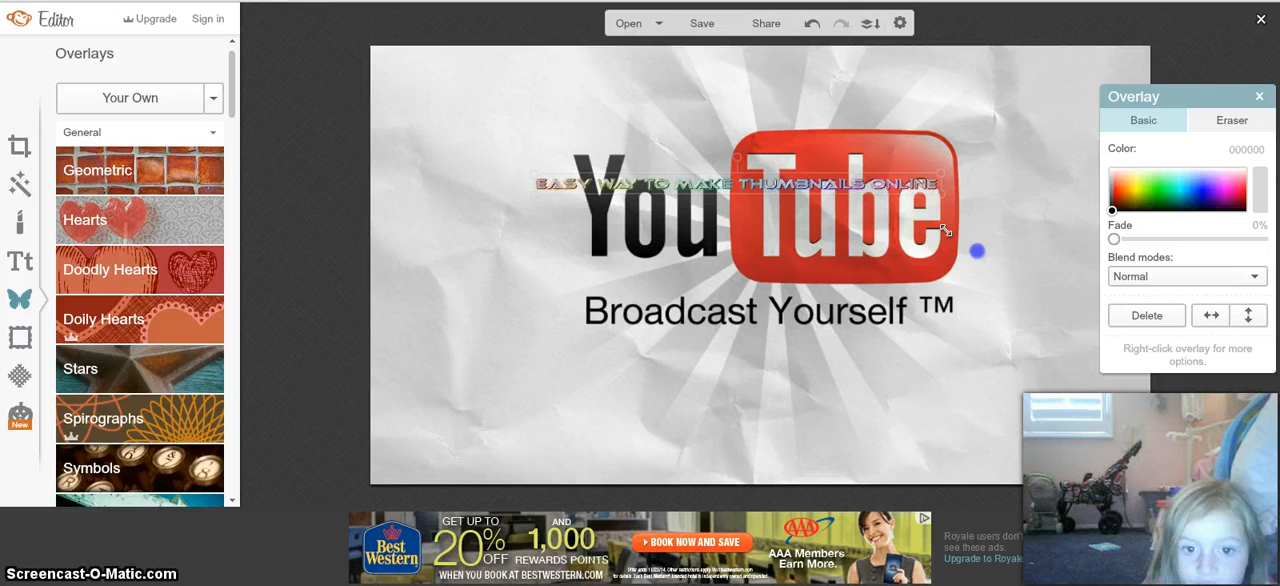 Editor
Upgrade
Sign in
Open
Save
Share
Overlays
Your Own
General
Geometric
Hearts
Doodly Hearts
Doily Hearts
Stars
Spirographs
Symbols
New
Tt
YouTube
EASY WAY TO MAKE THUMBNAILS ONLINE
Broadcast Yourself ™
Overlay
Basic
Eraser
Color:
000000
Fade
0%
Blend modes:
Normal
Delete
Right-click overlay for more
options.
Best
Western
GET UP TO
20% OFF
AND
1,000
REWARDS POINTS
WHEN YOU BOOK AT BESTWESTERN.COM
BOOK NOW AND SAVE
AAA
AAA Members
Earn More.
Royale users don'
see these ads.
Upgrade to Royale
Screencast-O-Matic.com